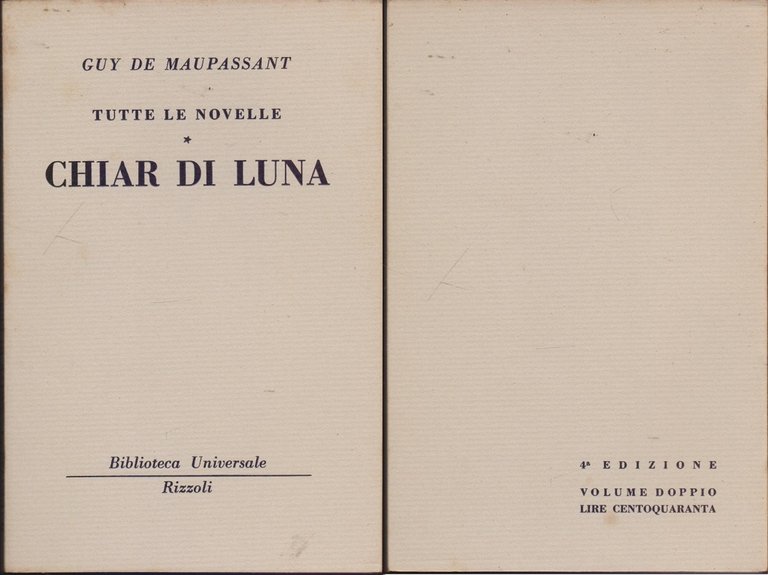 GUY DE MAUPASSANT
TUTTE LE NOVELLE
*
CHIAR DI LUNA
Biblioteca Universale
Rizzoli
4ª EDIZIONE
VOLUME DOPPIO
LIRE CENTOQUARANTA